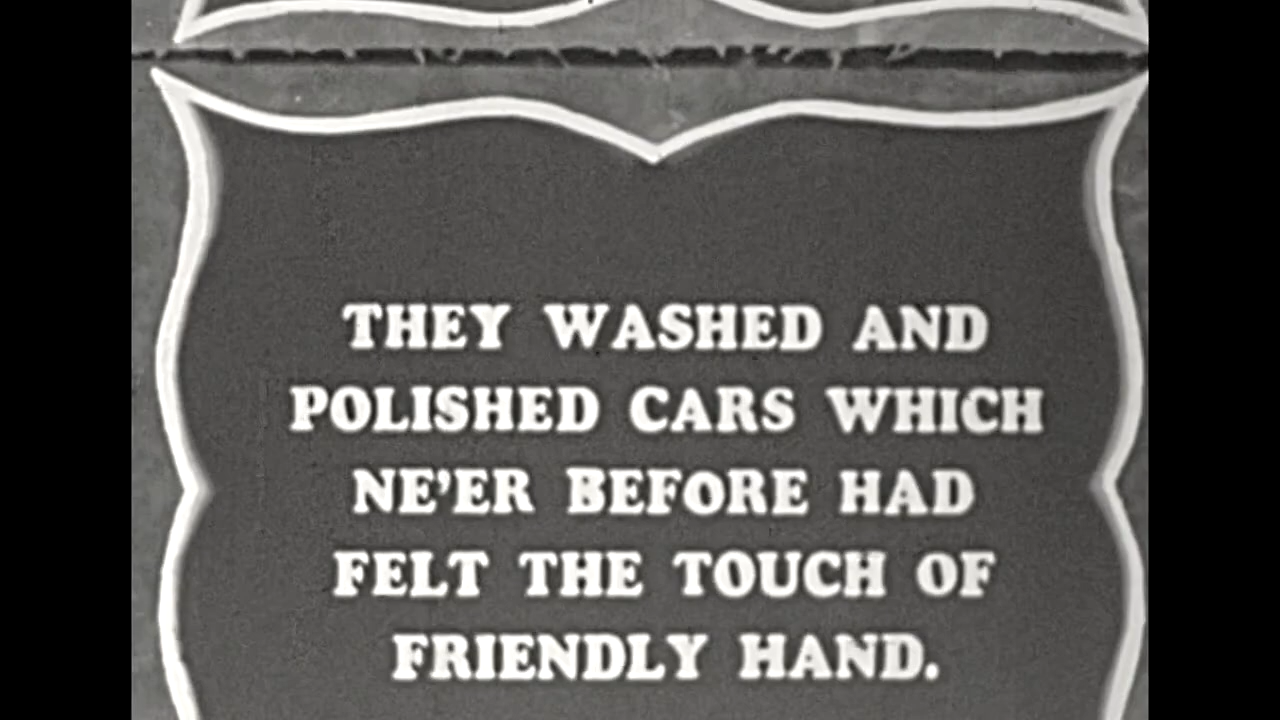 THEY WASHED AND
POLISHED CARS WHICH
NE'ER BEFORE HAD
FELT THE TOUCH OF
FRIENDLY HAND.